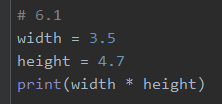 # 6.1
width = 3.5
height = 4.7
print(width * height)